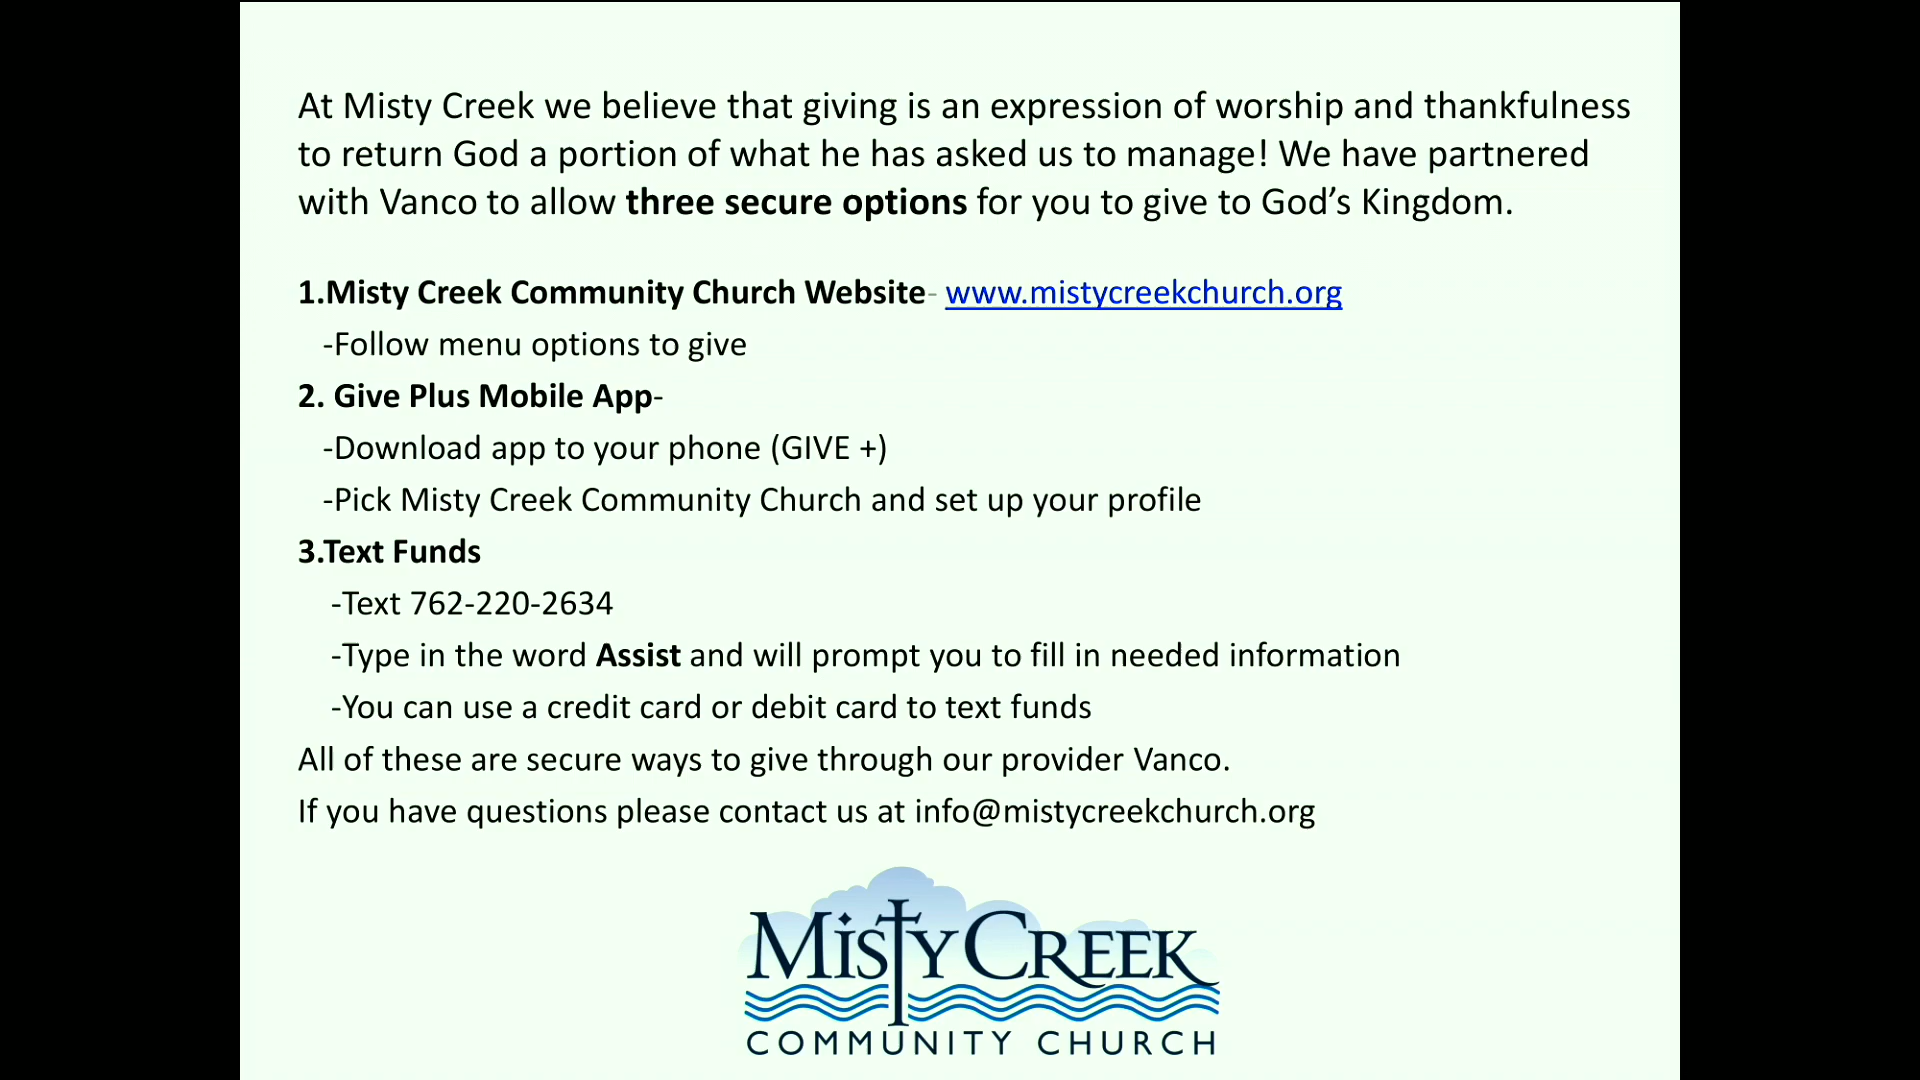 At Misty Creek we believe that giving is an expression of worship and thankfulness
to return God a portion of what he has asked us to manage! We have partnered
with Vanco to allow three secure options for you to give to God’s Kingdom.
1.Misty Creek Community Church Website- www.mistycreekchurch.org
-Follow menu options to give
2. Give Plus Mobile App-
-Download app to your phone (GIVE +)
-Pick Misty Creek Community Church and set up your profile
3.Text Funds
-Text 762-220-2634
-Type in the word Assist and will prompt you to fill in needed information
-You can use a credit card or debit card to text funds
All of these are secure ways to give through our provider Vanco.
If you have questions please contact us at info@mistycreekchurch.org
MISTY CREEK
COMMUNITY CHURCH